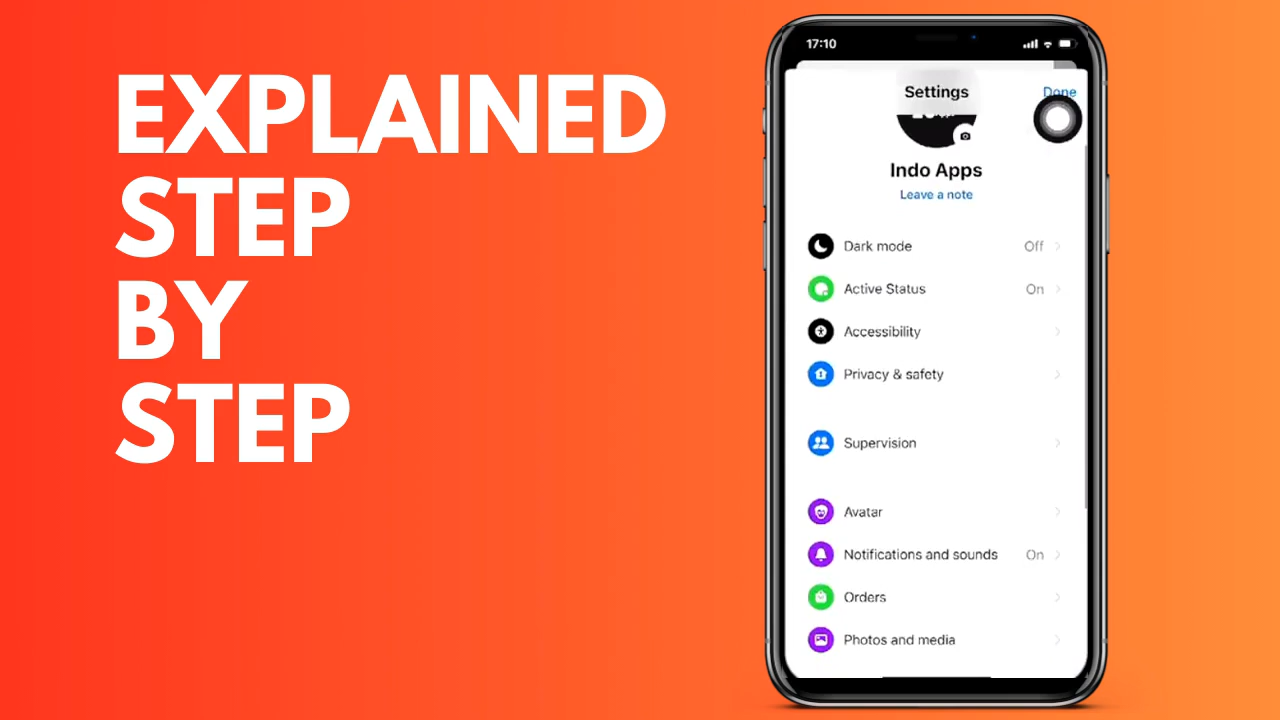 EXPLAINED
STEP
BY
STEP
17:10
Settings
Done
Indo Apps
Leave a note
Dark mode Off
Active Status On
Accessibility
Privacy & safety
Supervision
Avatar
Notifications and sounds On
Orders
Photos and media